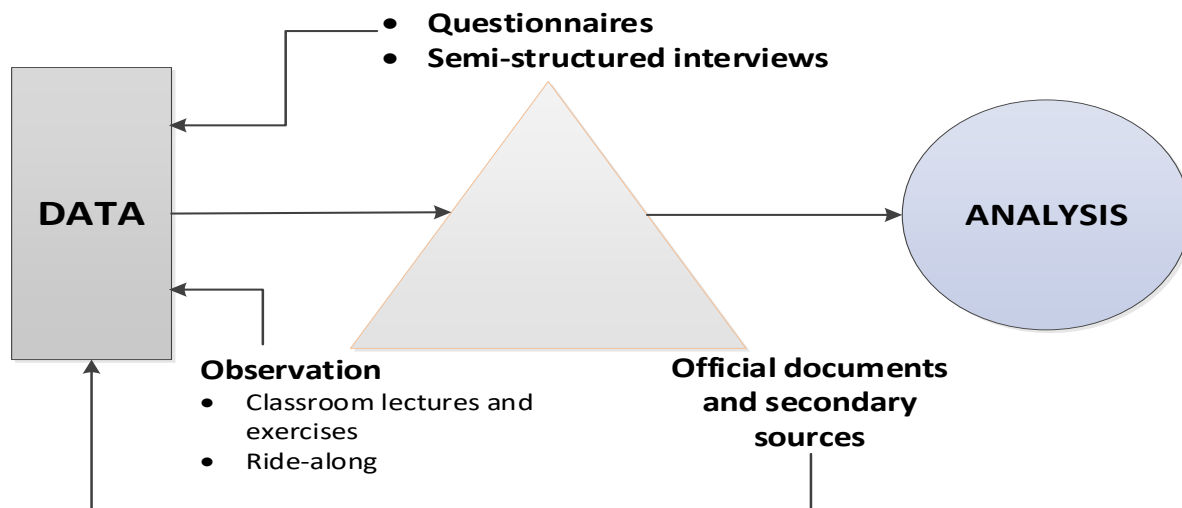 • Questionnaires
• Semi-structured interviews
DATA
ANALYSIS
Observation
• Classroom lectures and
exercises
• Ride-along
Official documents
and secondary
sources